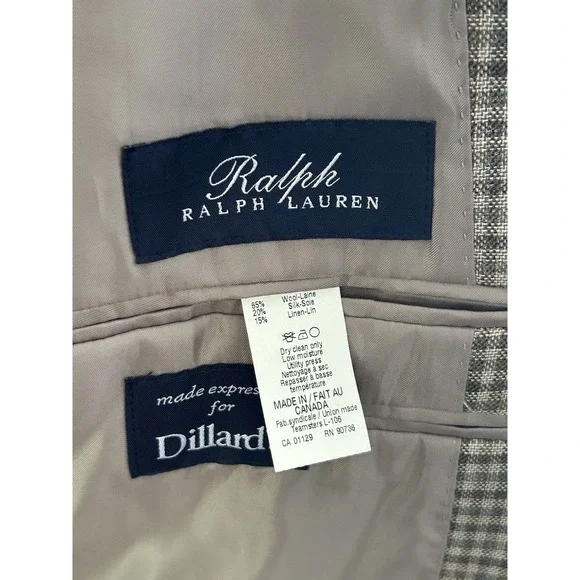 Ralph
RALPH LAUREN
65% Wool-Laine
20% Silk-Soie
15% Linen-Lin
Dry clean only
Low moisture
Utility press
Nettoyage à sec
Repasser à basse
température
MADE IN / FAIT AU
CANADA
Fab.syndicale / Union made
Teamsters L-106
CA 01129 RN 90736
made expres
for
Dillard